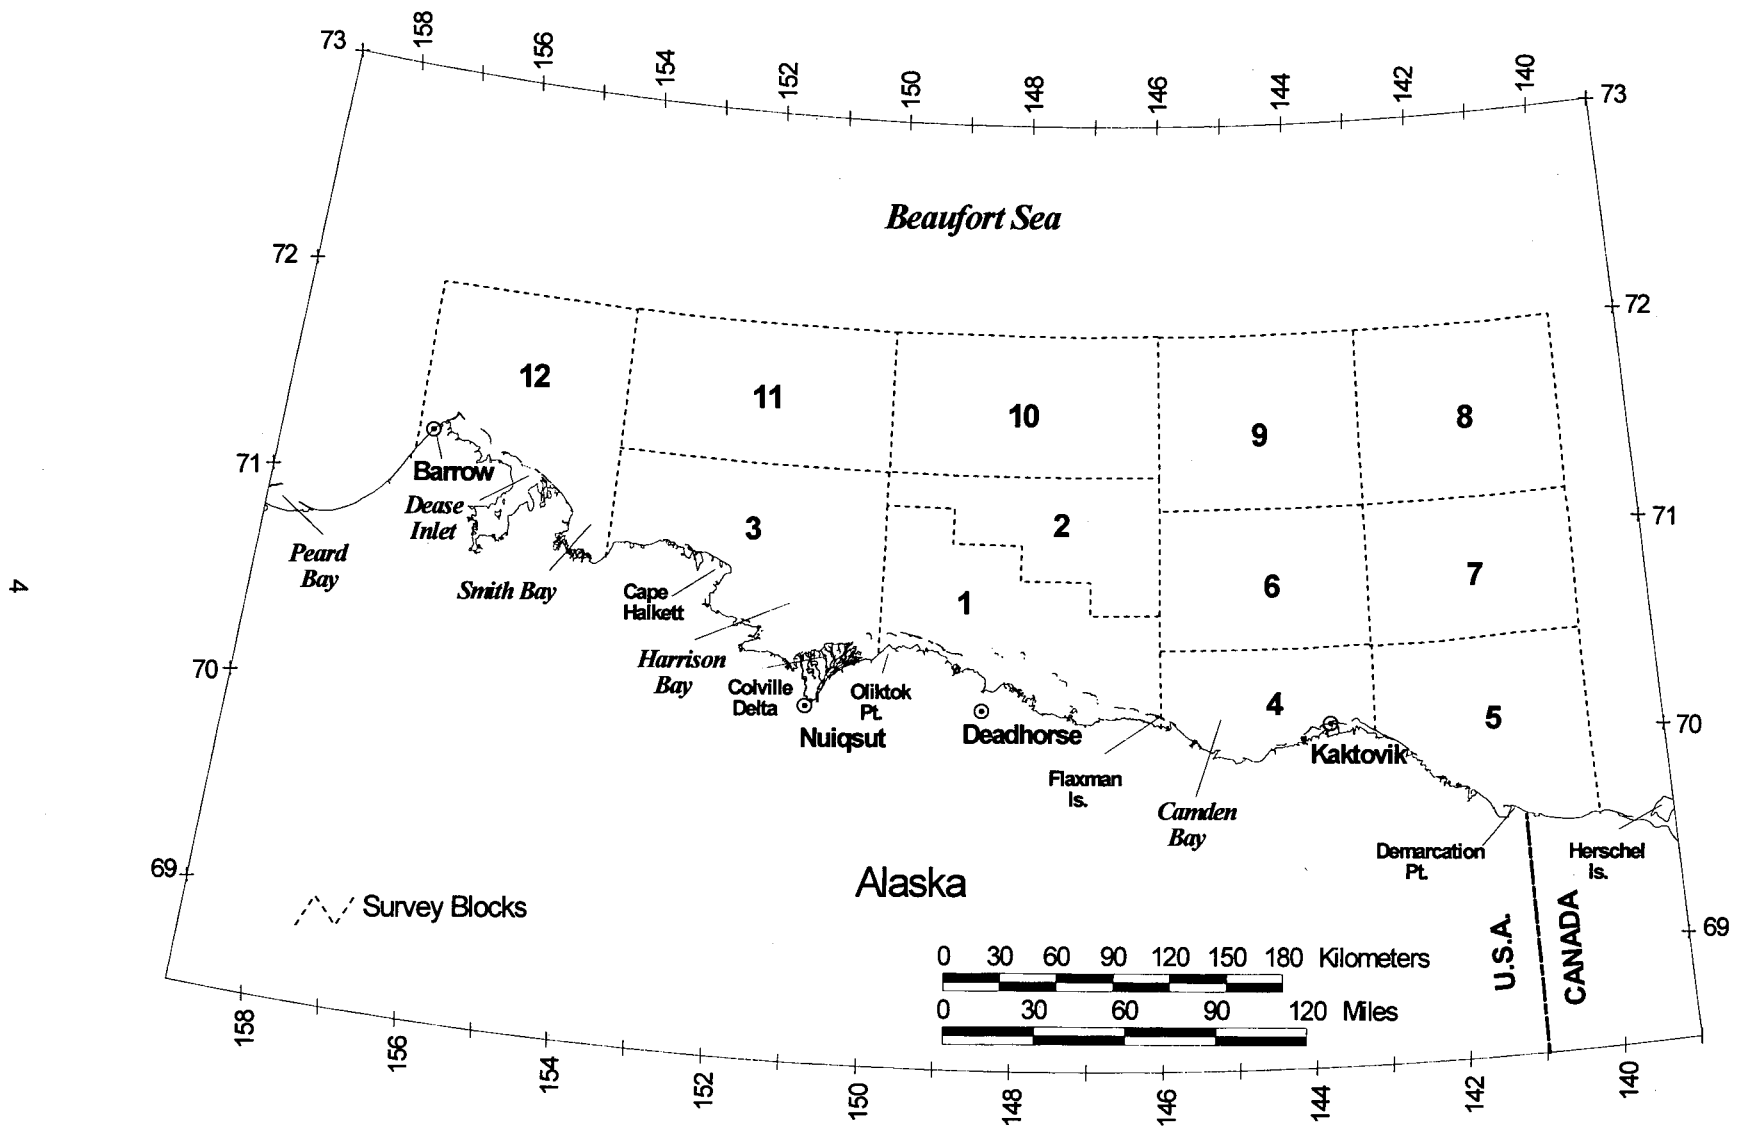 73
158
156
154
152
150
148
146
144
142
140
73
Beaufort Sea
72
72
12
11
10
9
8
71
Barrow
Dease
Inlet
3
2
71
Peard
Bay
Smith Bay
Cape
Halkett
1
6
7
4
70
Harrison
Bay
Colville
Delta
Oliktok
Pt.
Nuiqsut
Deadhorse
4
5
70
Kaktovik
Flaxman
Is.
Camden
Bay
Demarcation
Pt.
Herschel
Is.
69
Alaska
Survey Blocks
U.S.A.
CANADA
69
0 30 60 90 120 150 180 Kilometers
0 30 60 90 120 Miles
158
156
154
152
150
148
146
144
142
140